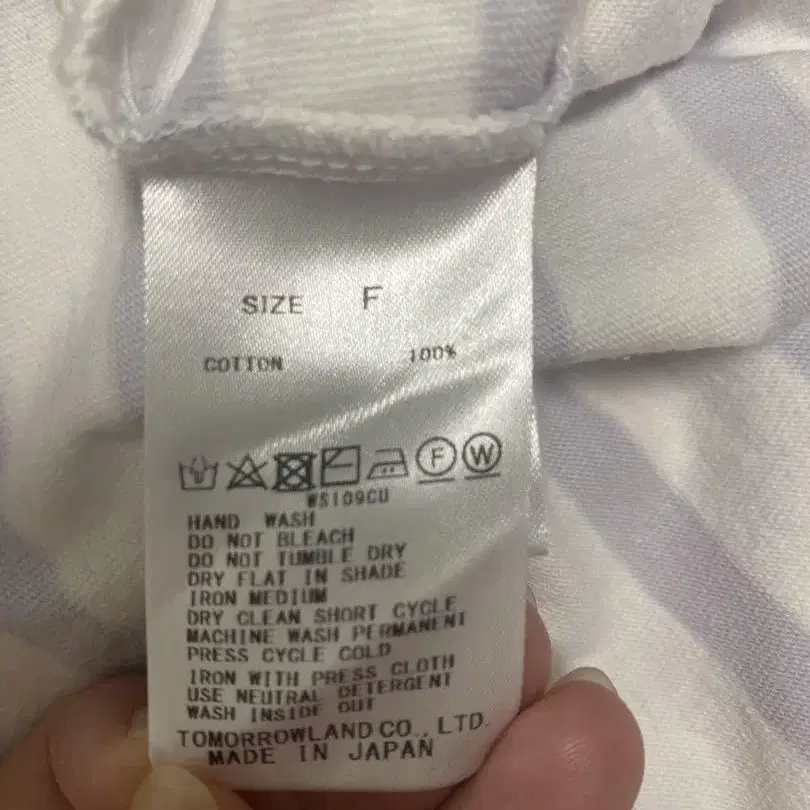 SIZE F
COTTON 100%
F W
WS109CU
HAND WASH
DO NOT BLEACH
DO NOT TUMBLE DRY
DRY FLAT IN SHADE
IRON MEDIUM
DRY CLEAN SHORT CYCLE
MACHINE WASH PERMANENT
PRESS CYCLE COLD
IRON WITH PRESS CLOTH
USE NEUTRAL DETERGENT
WASH INSIDE OUT
TOMORROWLAND CO., LTD.
MADE IN JAPAN